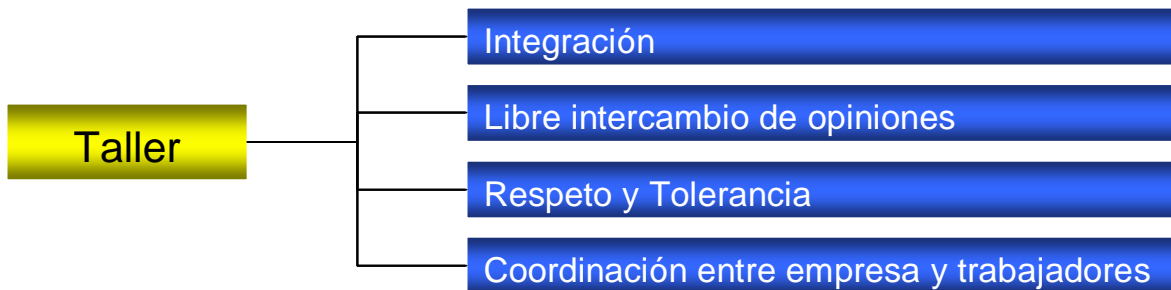 Integración
Libre intercambio de opiniones
Taller
Respeto y Tolerancia
Coordinación entre empresa y trabajadores